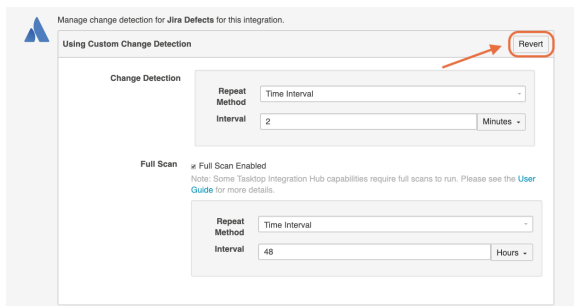 Manage change detection for Jira Defects for this integration.
Using Custom Change Detection
Revert
Change Detection
Repeat Method
Time Interval
Interval
2
Minutes
Full Scan
Full Scan Enabled
Note: Some Tasktop Integration Hub capabilities require full scans to run. Please see the User
Guide for more details.
Repeat Method
Time Interval
Interval
48
Hours